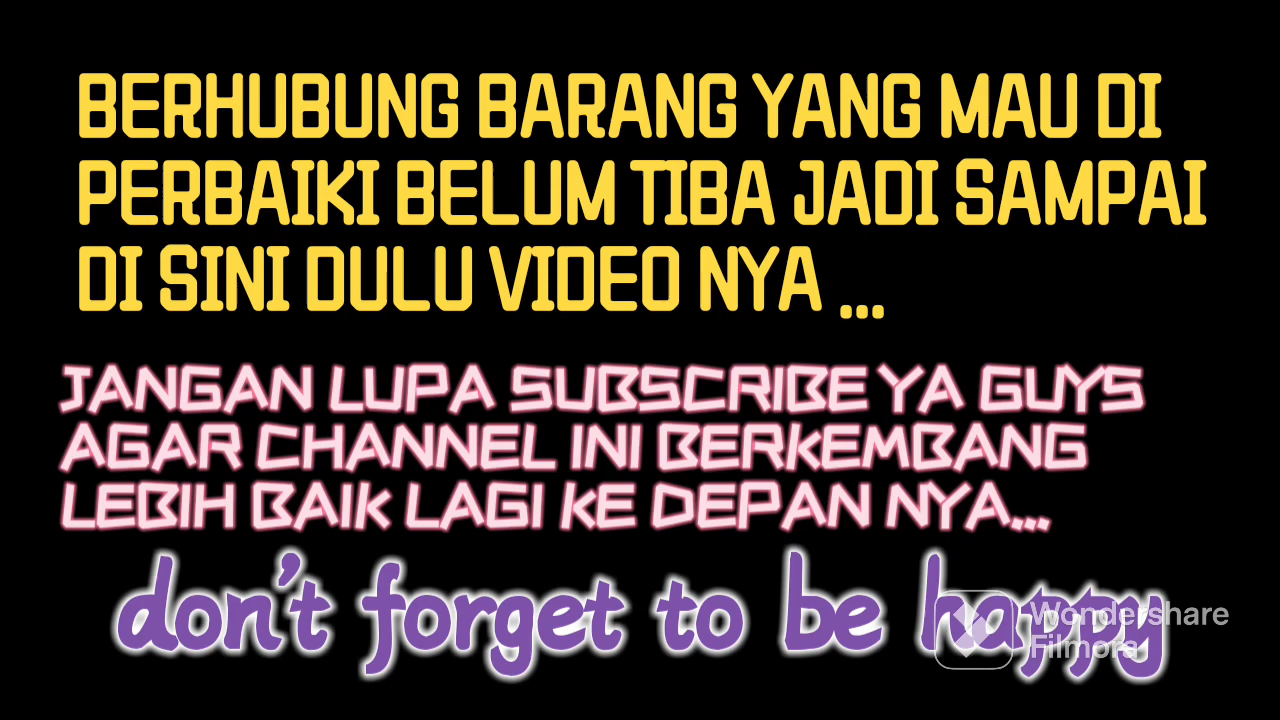 BERHUBUNG BARANG YANG MAU DI
PERBAIKI BELUM TIBA JADI SAMPAI
DI SINI DULU VIDEO NYA ...
JANGAN LUPA SUBSCRIBE YA GUYS
AGAR CHANNEL INI BERKEMBANG
LEBIH BAIK LAGI KE DEPAN NYA...
don't forget to be happy
Wondershare
Filmora